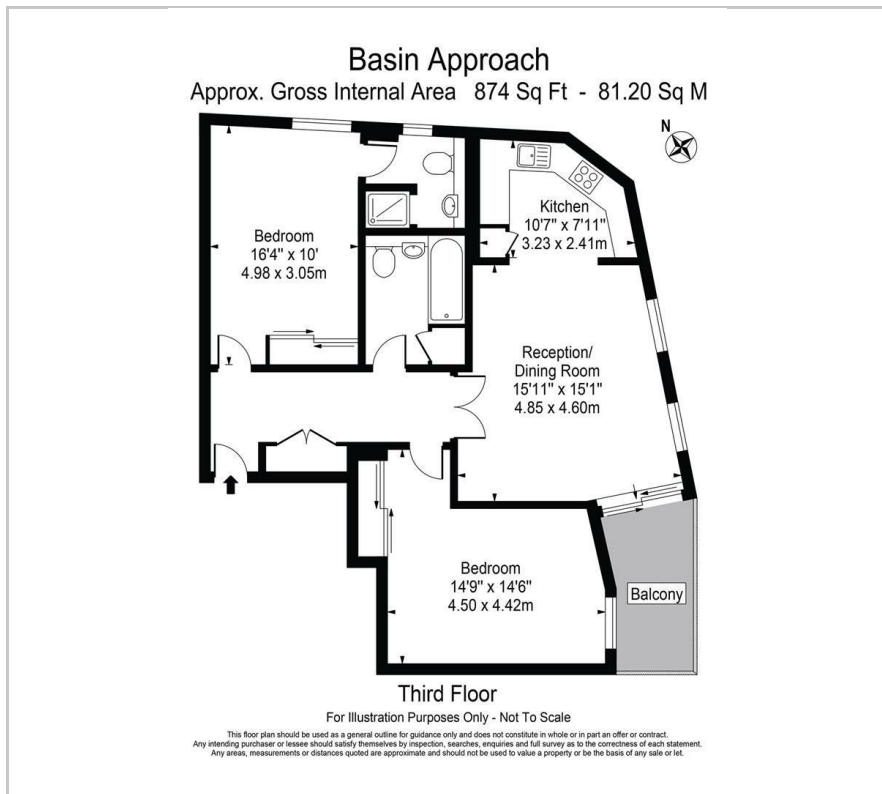 Basin Approach
Approx. Gross Internal Area 874 Sq Ft - 81.20 Sq M
N
Kitchen
10'7" x 7'11"
3.23 x 2.41m
Bedroom
16'4" x 10'
4.98 x 3.05m
Reception/
Dining Room
15'11" x 15'1"
4.85 x 4.60m
Bedroom
14'9" x 14'6"
4.50 x 4.42m
Balcony
Third Floor
For Illustration Purposes Only - Not To Scale
This floor plan should be used as a general outline for guidance only and does not constitute in whole or in part an offer or contract.
Any intending purchaser or lessee should satisfy themselves by inspection, searches, enquiries and full survey as to the correctness of each statement.
Any areas, measurements or distances quoted are approximate and should not be used to value a property or be the basis of any sale or let.